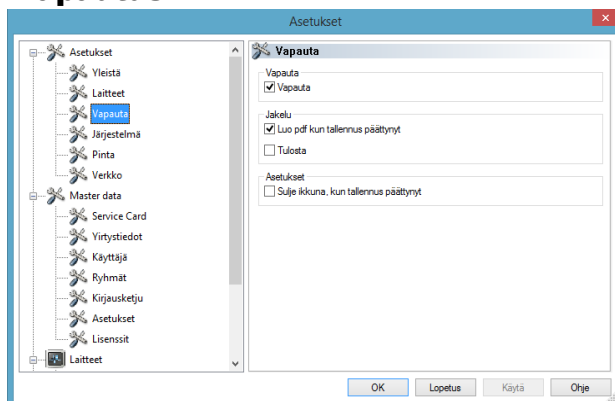 Asetukset
Asetukset
Yleistä
Laitteet
Vapauta
Järjestelmä
Pinta
Verkko
Master data
Service Card
Yirtystiedot
Käyttäjä
Ryhmät
Kirjausketju
Asetukset
Lisenssit
Laitteet
Vapauta
Vapauta
Vapauta
Jakelu
Luo pdf kun tallennus päättynyt
Tulosta
Asetukset
Sulje ikkuna, kun tallennus päättynyt
OK
Lopetus
Käytä
Ohje